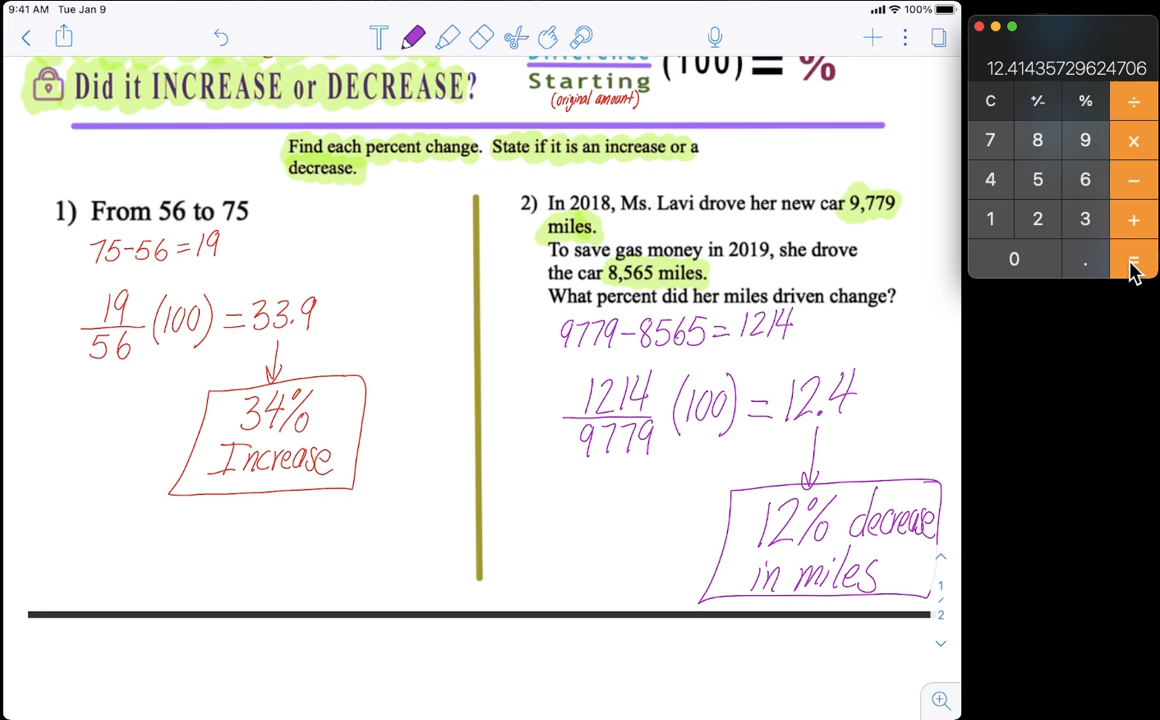 9:41 AM Tue Jan 9
100%
12.41435729624706
Did it INCREASE or DECREASE?
Difference
Starting
(100) = %
(original amount)
Find each percent change. State if it is an increase or a
decrease.
1) From 56 to 75
75-56=19
19
56
(100) = 33.9
34%
Increase
2) In 2018, Ms. Lavi drove her new car 9,779
miles.
To save gas money in 2019, she drove
the car 8,565 miles.
What percent did her miles driven change?
9779-8565=1214
1214
9779
(100) = 12.4
12% decrease
in miles
1
/
2
C +/- % ÷
7 8 9 ×
4 5 6 −
1 2 3 +
0 . =